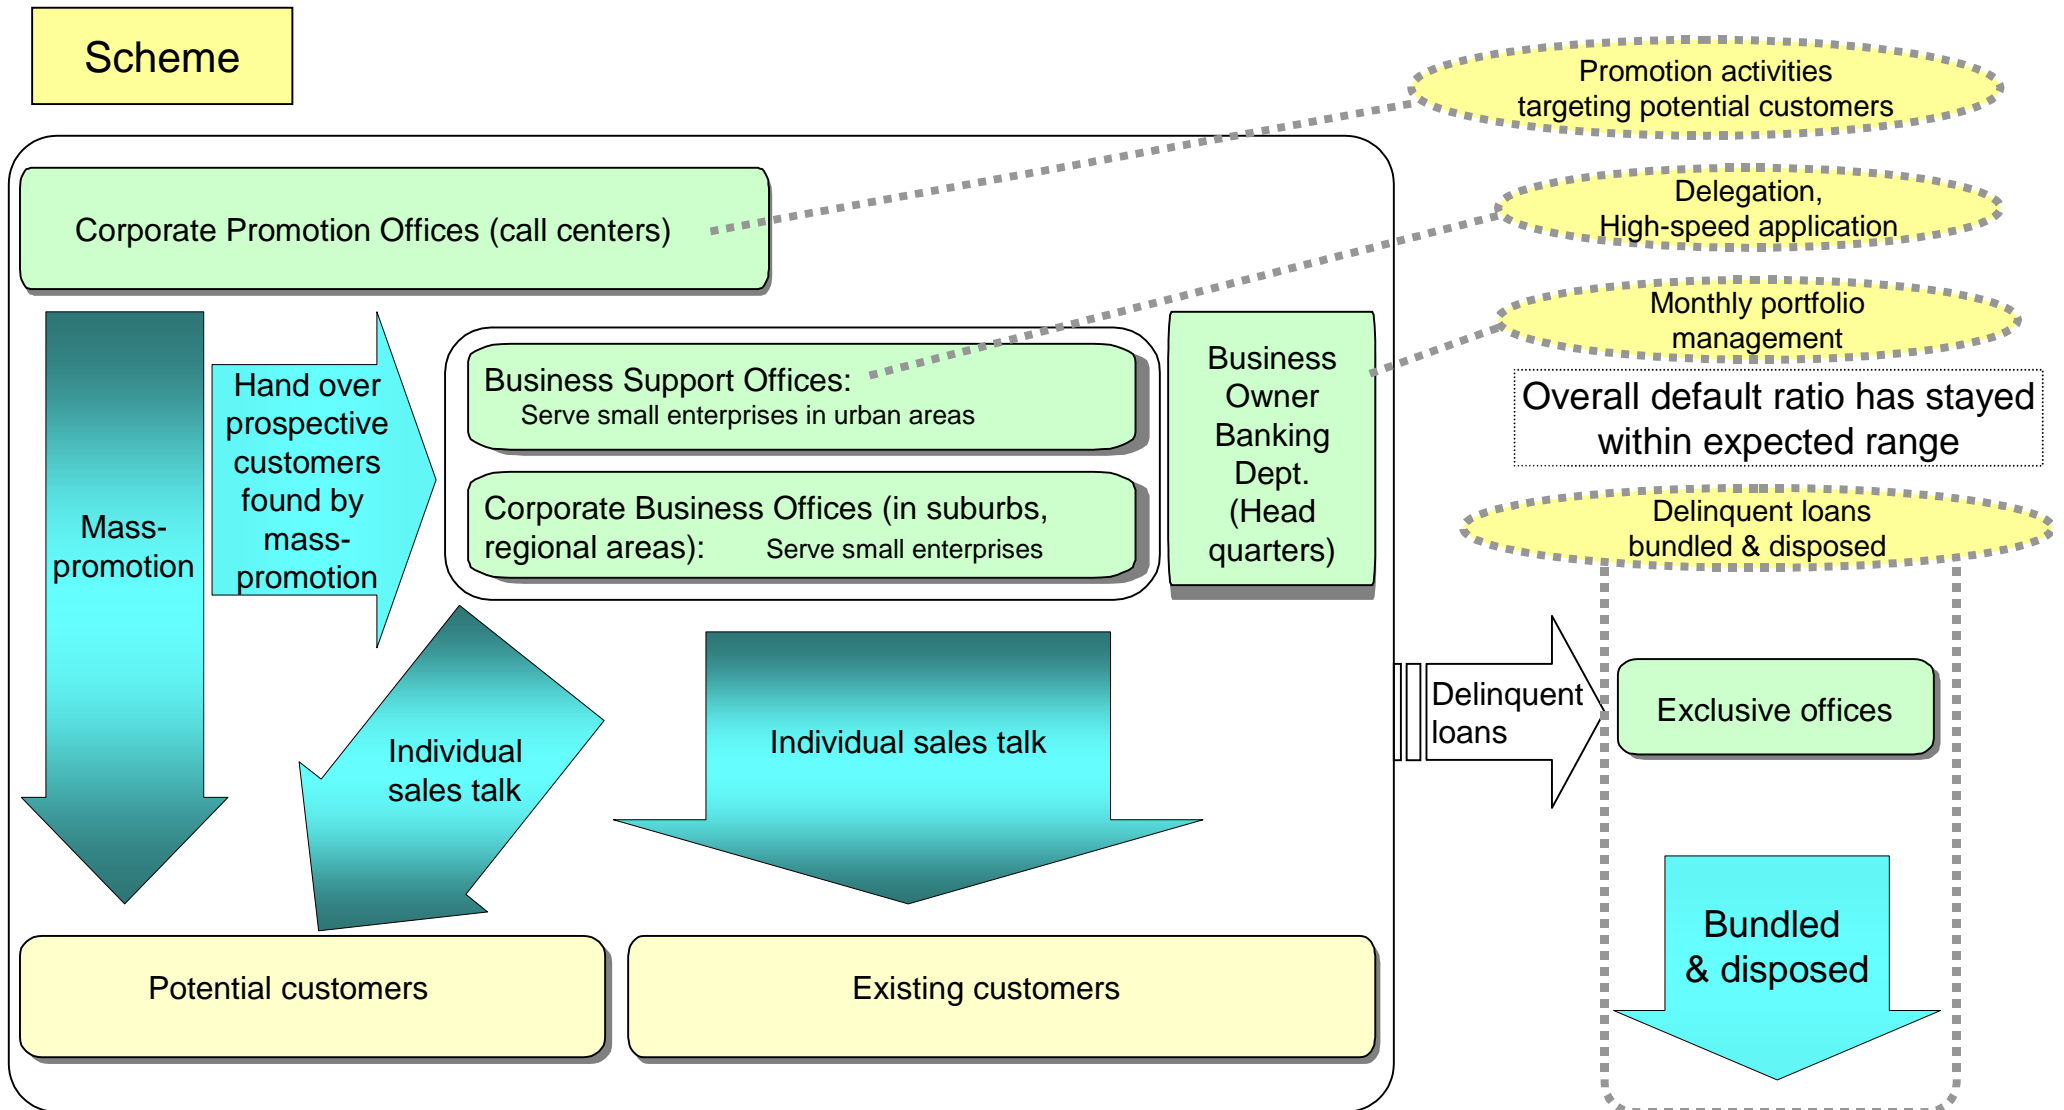 Scheme
Promotion activities
targeting potential customers
Corporate Promotion Offices (call centers)
Delegation,
High-speed application
Monthly portfolio
management
Overall default ratio has stayed
within expected range
Delinquent loans
bundled & disposed
Mass-
promotion
Hand over
prospective
customers
found by
mass-
promotion
Business Support Offices:
Serve small enterprises in urban areas
Corporate Business Offices (in suburbs,
regional areas): Serve small enterprises
Business
Owner
Banking
Dept.
(Head
quarters)
Individual
sales talk
Individual sales talk
Delinquent
loans
Exclusive offices
Bundled
& disposed
Potential customers
Existing customers